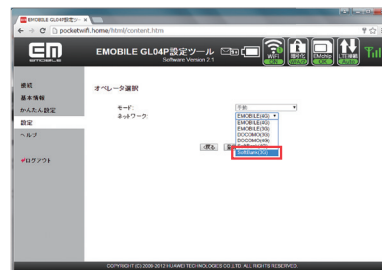 EMOBILE GL04P設定ツー
pocketwifi.home/html/content.htm
EMOBILE GL04P設定ツール
Software Version 2.1
接続
基本情報
かんたん設定
設定
ヘルプ
ログアウト
オペレータ選択
モード:
手動
ネットワーク:
EMOBILE(4G)
EMOBILE(4G)
EMOBILE(3G)
DOCOMO(3G)
DOCOMO(4G)
SoftBank(3G)
戻る
COPYRIGHT (C) 2006-2012 HUAWEI TECHNOLOGIES CO.,LTD. ALL RIGHTS RESERVED.